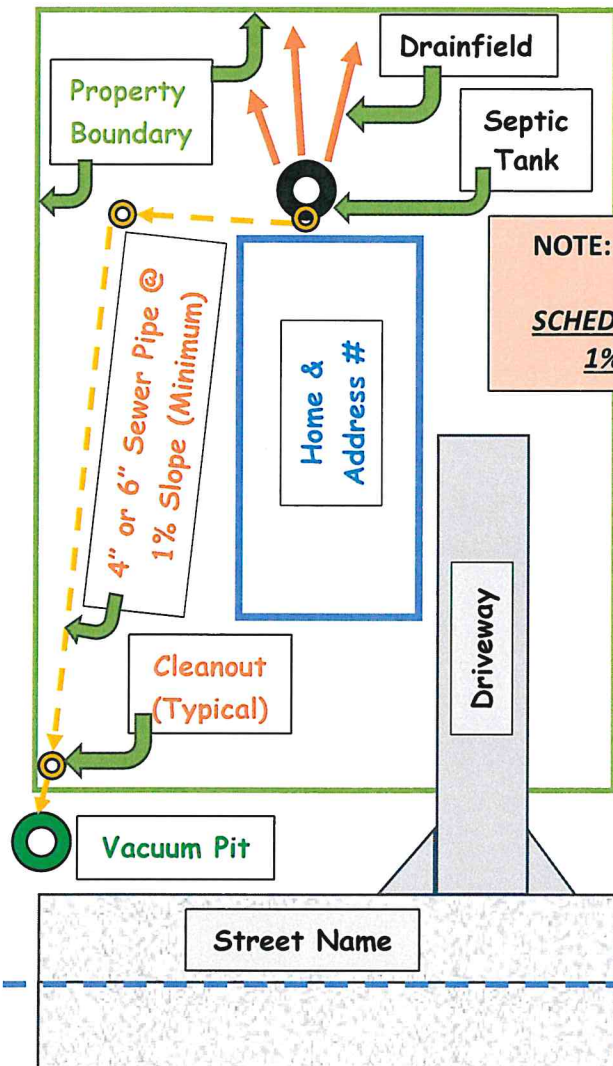 Drainfield
Property
Boundary
Septic
Tank
NOTE:
SCHED
1%
4" or 6" Sewer Pipe @
1% Slope (Minimum)
Home &
Address #
Driveway
Cleanout
(Typical)
Vacuum Pit
Street Name